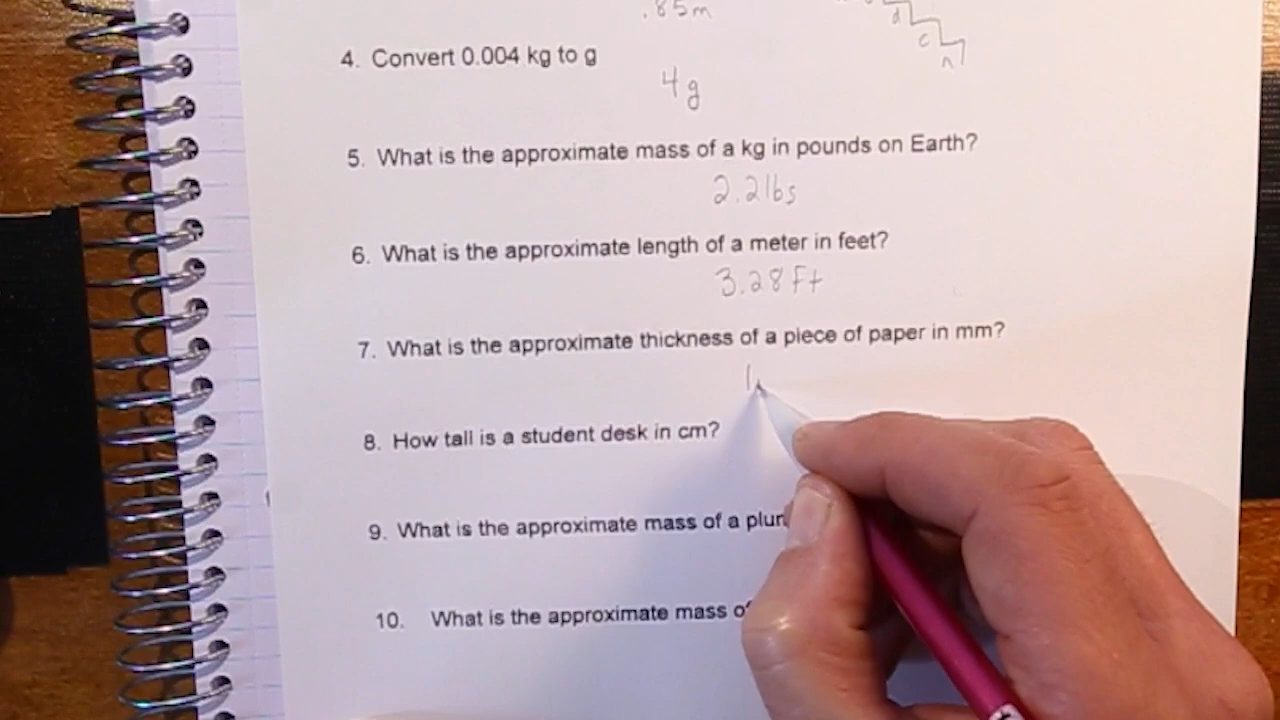 .85m
d
c
4. Convert 0.004 kg to g
4g
5. What is the approximate mass of a kg in pounds on Earth?
2.2lbs
6. What is the approximate length of a meter in feet?
3.28 Ft
7. What is the approximate thickness of a piece of paper in mm?
1
8. How tall is a student desk in cm?
9. What is the approximate mass of a
10. What is the approximate mass